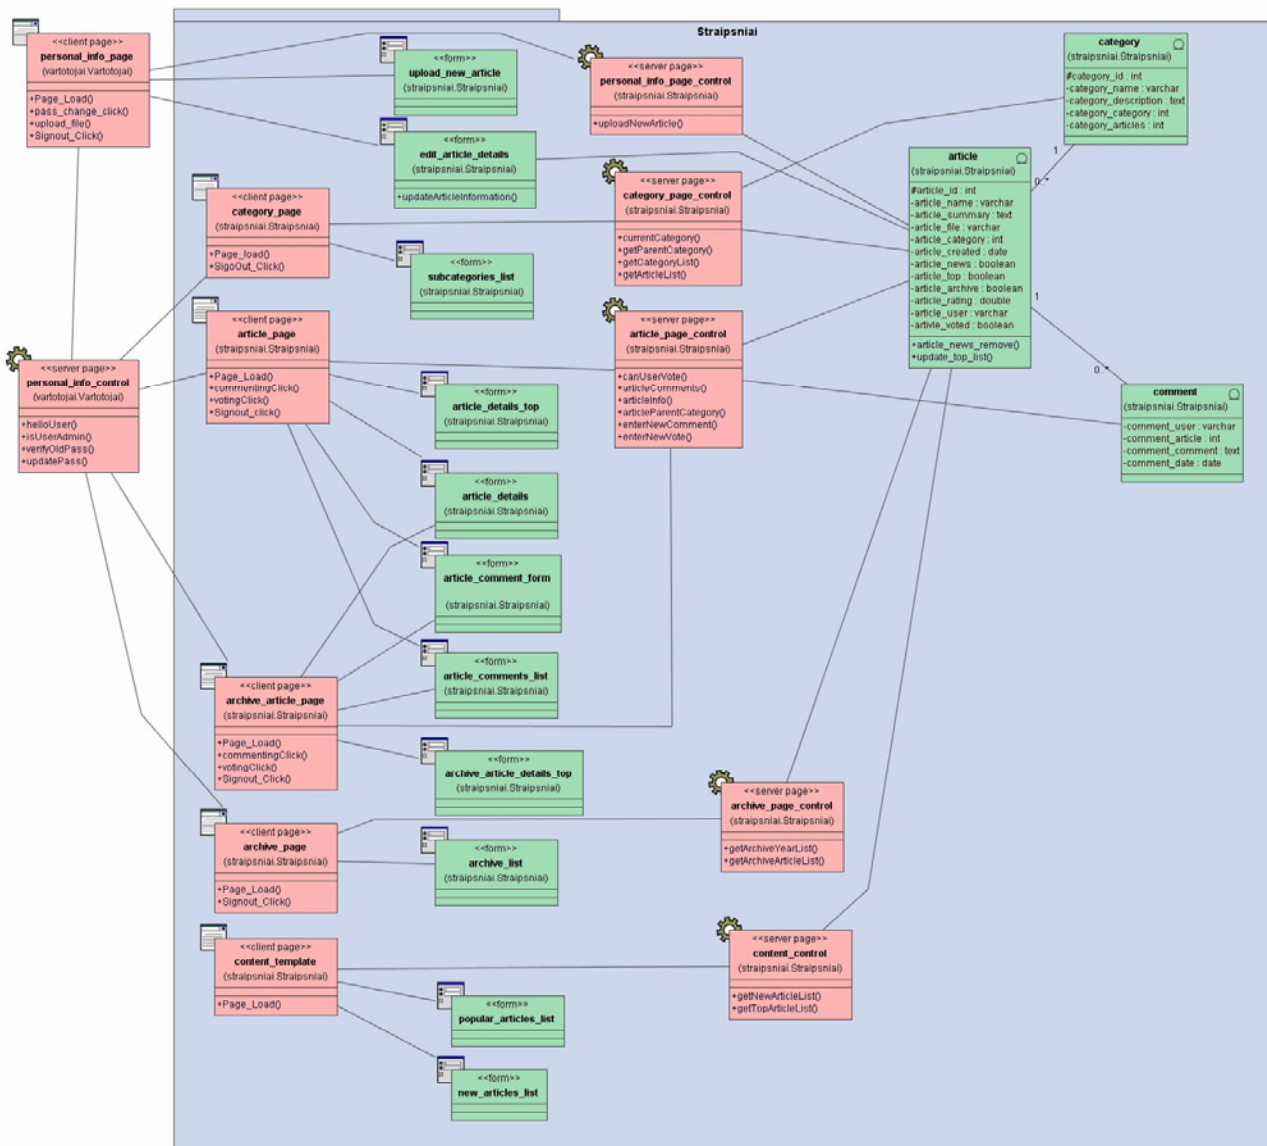 Straipsniai
<<client page>>
personal_info_page
(vartotojai.Vartotojai)
+Page_Load()
+pass_change_click()
+upload_file()
+Signout_Click()
<<form>>
upload_new_article
(straipsniai.Straipsniai)
<<server page>>
personal_info_page_control
(straipsniai.Straipsniai)
+uploadNewArticle()
category
(straipsniai.Straipsniai)
#category_id : int
-category_name : varchar
-category_description : text
-category_category : int
-category_articles : int
<<form>>
edit_article_details
(straipsniai.Straipsniai)
+updateArticleInformation()
1
0..*
article
(straipsniai.Straipsniai)
#article_id : int
-article_name : varchar
-article_summary : text
-article_file : varchar
-article_category : int
-article_created : date
-article_news : boolean
-article_top : boolean
-article_archive : boolean
-article_rating : double
-article_user : varchar
-artivle_voted : boolean
+article_news_remove()
+update_top_list()
<<client page>>
category_page
(straipsniai.Straipsniai)
+Page_load()
+SigoOut_Click()
<<server page>>
category_page_control
(straipsniai.Straipsniai)
+currentCategory()
+getParentCategory()
+getCategoryList()
+getArticleList()
<<form>>
subcategories_list
(straipsniai.Straipsniai)
<<client page>>
article_page
(straipsniai.Straipsniai)
+Page_Load()
+commentingClick()
+votingClick()
+Signout_click()
<<server page>>
article_page_control
(straipsniai.Straipsniai)
+canUserVote()
+articleComments()
+articleInfo()
+articleParentCategory()
+enterNewComment()
+enterNewVote()
1
0..*
<<server page>>
personal_info_control
(vartotojai.Vartotojai)
+helloUser()
+isUserAdmin()
+verifyOldPass()
+updatePass()
<<form>>
article_details_top
(straipsniai.Straipsniai)
comment
(straipsniai.Straipsniai)
-comment_user : varchar
-comment_article : int
-comment_comment : text
-comment_date : date
<<form>>
article_details
(straipsniai.Straipsniai)
<<form>>
article_comment_form
(straipsniai.Straipsniai)
<<form>>
article_comments_list
(straipsniai.Straipsniai)
<<client page>>
archive_article_page
(straipsniai.Straipsniai)
+Page_Load()
+commentingClick()
+votingClick()
+Signout_Click()
<<form>>
archive_article_details_top
(straipsniai.Straipsniai)
<<server page>>
archive_page_control
(straipsniai.Straipsniai)
+getArchiveYearList()
+getArchiveArticleList()
<<client page>>
archive_page
(straipsniai.Straipsniai)
+Page_Load()
+Signout_Click()
<<form>>
archive_list
(straipsniai.Straipsniai)
<<client page>>
content_template
(straipsniai.Straipsniai)
+Page_Load()
<<server page>>
content_control
(straipsniai.Straipsniai)
+getNewArticleList()
+getTopArticleList()
<<form>>
popular_articles_list
<<form>>
new_articles_list